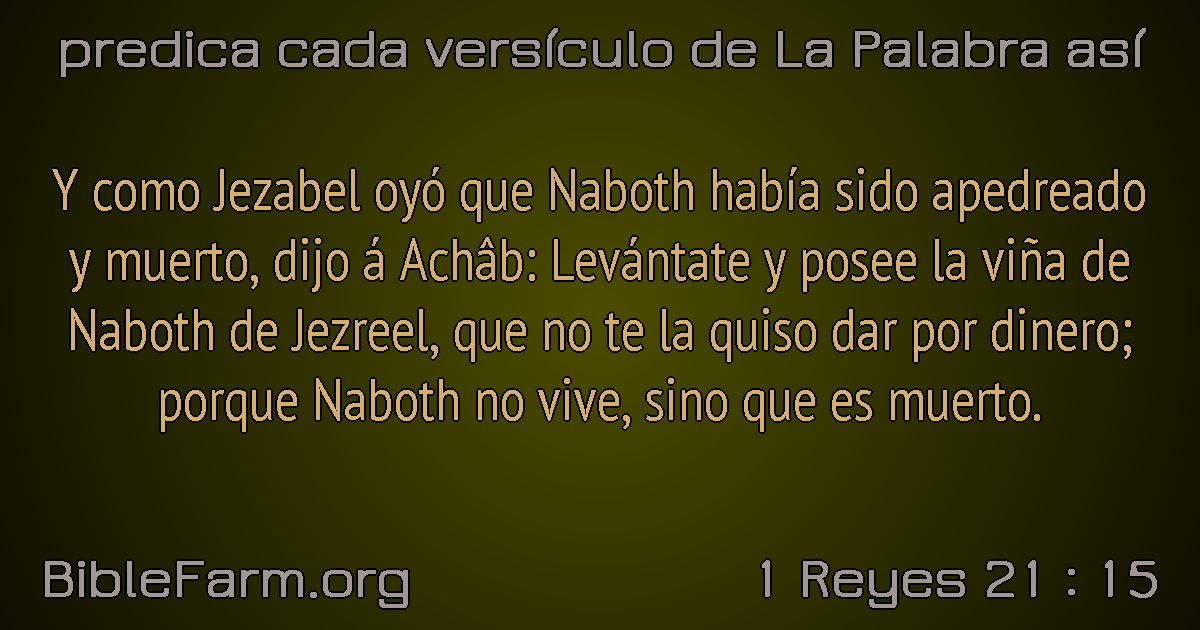 predica cada versículo de La Palabra así
Y como Jezabel oyó que Naboth había sido apedreado
y muerto, dijo á Achâb: Levántate y posee la viña de
Naboth de Jezreel, que no te la quiso dar por dinero;
porque Naboth no vive, sino que es muerto.
BibleFarm.org
1 Reyes 21 : 15